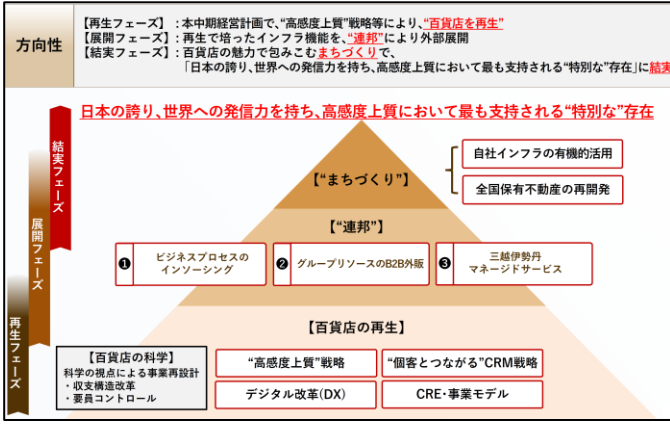 方向性
【再生フェーズ】:本中期経営計画で、“高感度上質”戦略等により、“百貨店を再生”
【展開フェーズ】:再生で培ったインフラ機能を、“連邦”により外部展開
【結実フェーズ】:百貨店の魅力で包みこむまちづくりで、
「日本の誇り、世界への発信力を持ち、高感度上質において最も支持される“特別な”存在」に結実
日本の誇り、世界への発信力を持ち、高感度上質において最も支持される“特別な”存在
結実フェーズ
展開フェーズ
再生フェーズ
【“まちづくり”】
自社インフラの有機的活用
全国保有不動産の再開発
【“連邦”】
❶ ビジネスプロセスの
インソーシング
❷ グループリソースのB2B外販
❸ 三越伊勢丹
マネージドサービス
【百貨店の再生】
【百貨店の科学】
科学の視点による事業再設計
・収支構造改革
・要員コントロール
“高感度上質”戦略
“個客とつながる”CRM戦略
デジタル改革(DX)
CRE・事業モデル